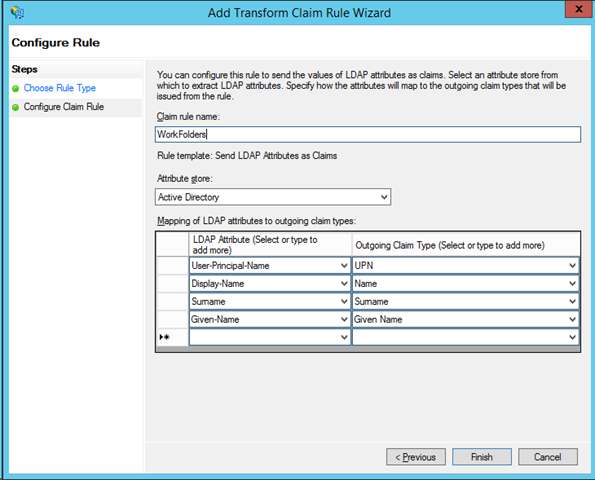 Add Transform Claim Rule Wizard
x
Configure Rule
Steps
Choose Rule Type
Configure Claim Rule
You can configure this rule to send the values of LDAP attributes as claims. Select an attribute store from
which to extract LDAP attributes. Specify how the attributes will map to the outgoing claim types that will be
issued from the rule.
Claim rule name:
WorkFolders
Rule template: Send LDAP Attributes as Claims
Attribute store:
Active Directory
Mapping of LDAP attributes to outgoing claim types:
LDAP Attribute (Select or type to
add more)
Outgoing Claim Type (Select or type to add more)
User-Principal-Name UPN
Display-Name Name
Surname Surname
Given-Name Given Name
< Previous Finish Cancel